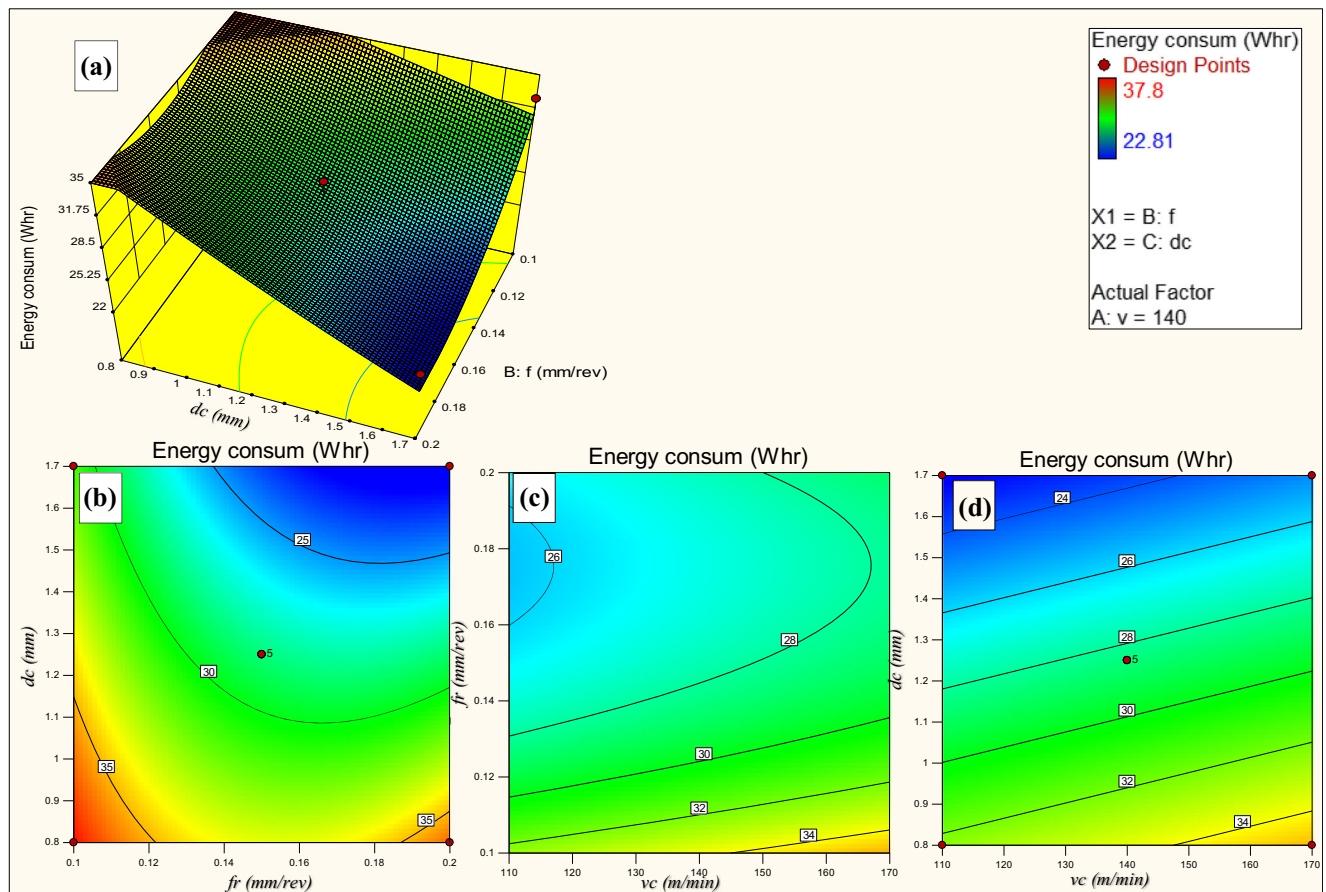 (a)
Energy consum (Whr)
Design Points
37.8
22.81
X1 = B: f
X2 = C: dc
Actual Factor
A: v = 140
Energy consum (Whr)
35
31.75
28.5
25.25
22
0.8
0.9
1
1.1
1.2
1.3
1.4
1.5
1.6
1.7
dc (mm)
0.1
0.12
0.14
0.16
0.18
0.2
B: f (mm/rev)
Energy consum (Whr)
(b)
1.7
1.6
1.5
1.4
1.3
1.2
1.1
1
0.9
0.8
dc (mm)
25
30
35
35
5
0.1 0.12 0.14 0.16 0.18 0.2
fr (mm/rev)
Energy consum (Whr)
(c)
0.2
0.18
0.16
0.14
0.12
0.1
fr (mm/rev)
26
28
30
32
34
110 120 130 140 150 160 170
vc (m/min)
Energy consum (Whr)
(d)
1.7
1.6
1.5
1.4
1.3
1.2
1.1
1
0.9
0.8
dc (mm)
24
26
28
5
30
32
34
110 120 130 140 150 160 170
vc (m/min)